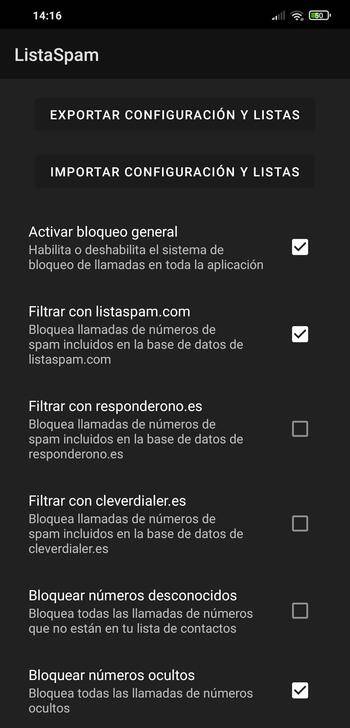 14:16
50
ListaSpam
EXPORTAR CONFIGURACIÓN Y LISTAS
IMPORTAR CONFIGURACIÓN Y LISTAS
Activar bloqueo general
Habilita o deshabilita el sistema de
bloqueo de llamadas en toda la aplicación
Filtrar con listaspam.com
Bloquea llamadas de números de
spam incluidos en la base de datos de
listaspam.com
Filtrar con responderono.es
Bloquea llamadas de números de
spam incluidos en la base de datos de
responderono.es
Filtrar con cleverdialer.es
Bloquea llamadas de números de
spam incluidos en la base de datos de
cleverdialer.es
Bloquear números desconocidos
Bloquea todas las llamadas de números
que no están en tu lista de contactos
Bloquear números ocultos
Bloquea todas las llamadas de números
ocultos